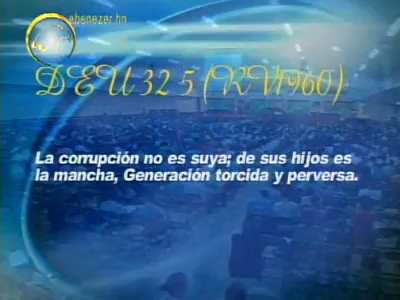 ebenezer.hn
DEU 32 5 (RV1960)
La corrupción no es suya; de sus hijos es
la mancha, Generación torcida y perversa.